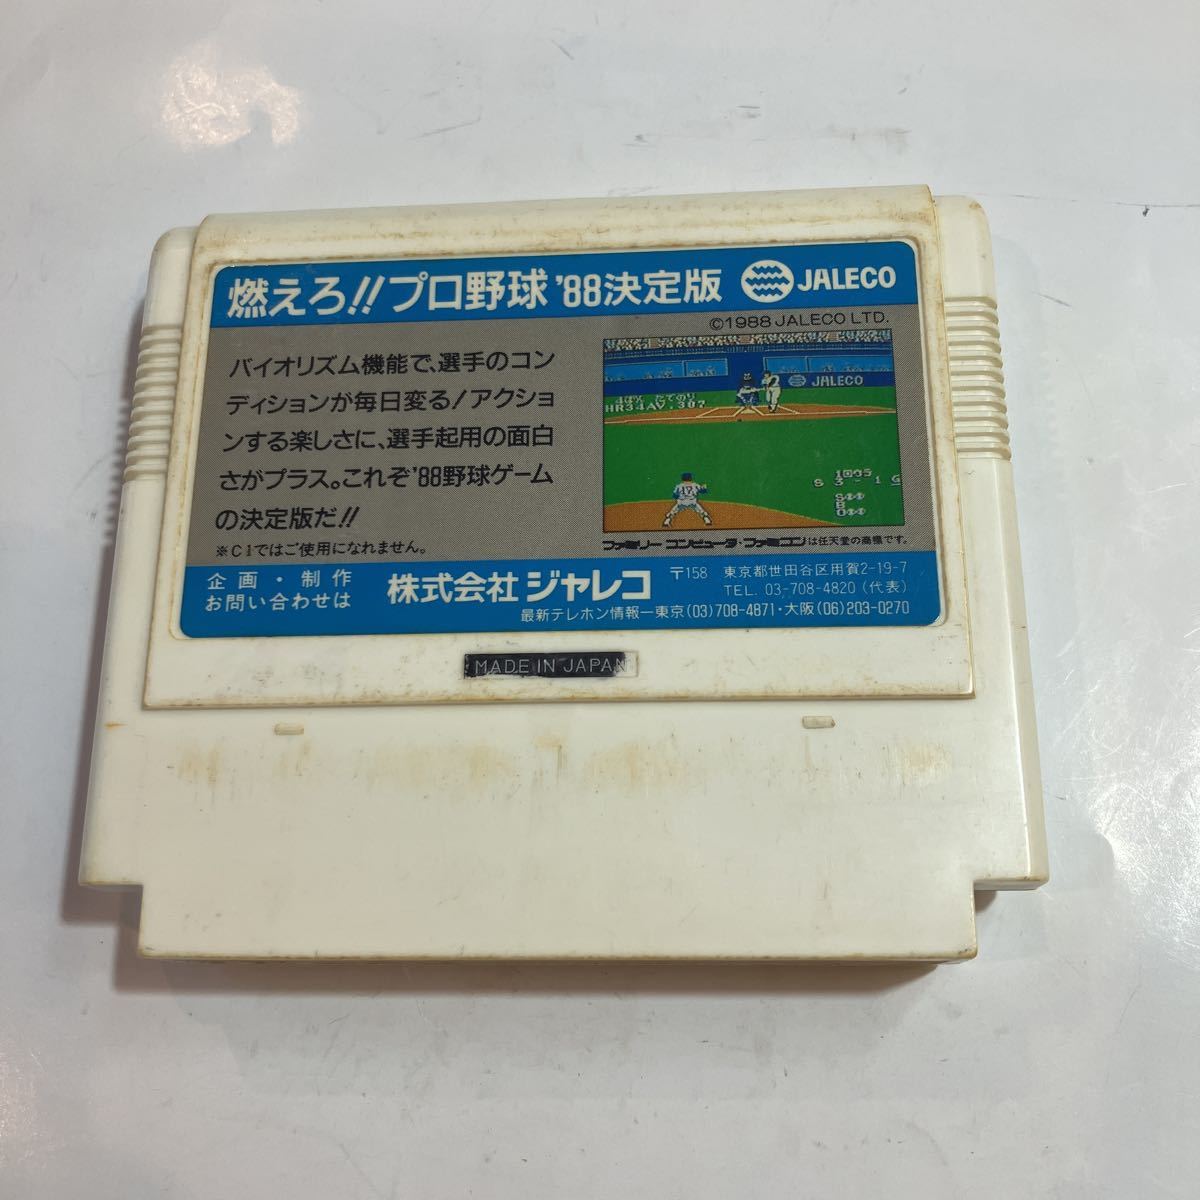 燃えろ!!プロ野球'88決定版
JALECO
©1988 JALECO LTD.
バイオリズム機能で、選手のコン
ディションが毎日変る!アクショ
ンする楽しさに、選手起用の面白
さがプラス。これぞ'88野球ゲーム
の決定版だ!!
※C1ではご使用になれません。
JALECO
HR34AV.307
17
S 3 - 1 G
S
B
O
ファミリー コンピュータ・ファミコンは任天堂の商標です。
企画・制作
お問い合わせは
株式会社 ジャレコ
〒158 東京都世田谷区用賀2-19-7
TEL. 03-708-4820 (代表)
最新テレホン情報ー東京(03)708-4871・大阪(06)203-0270
MADE IN JAPAN